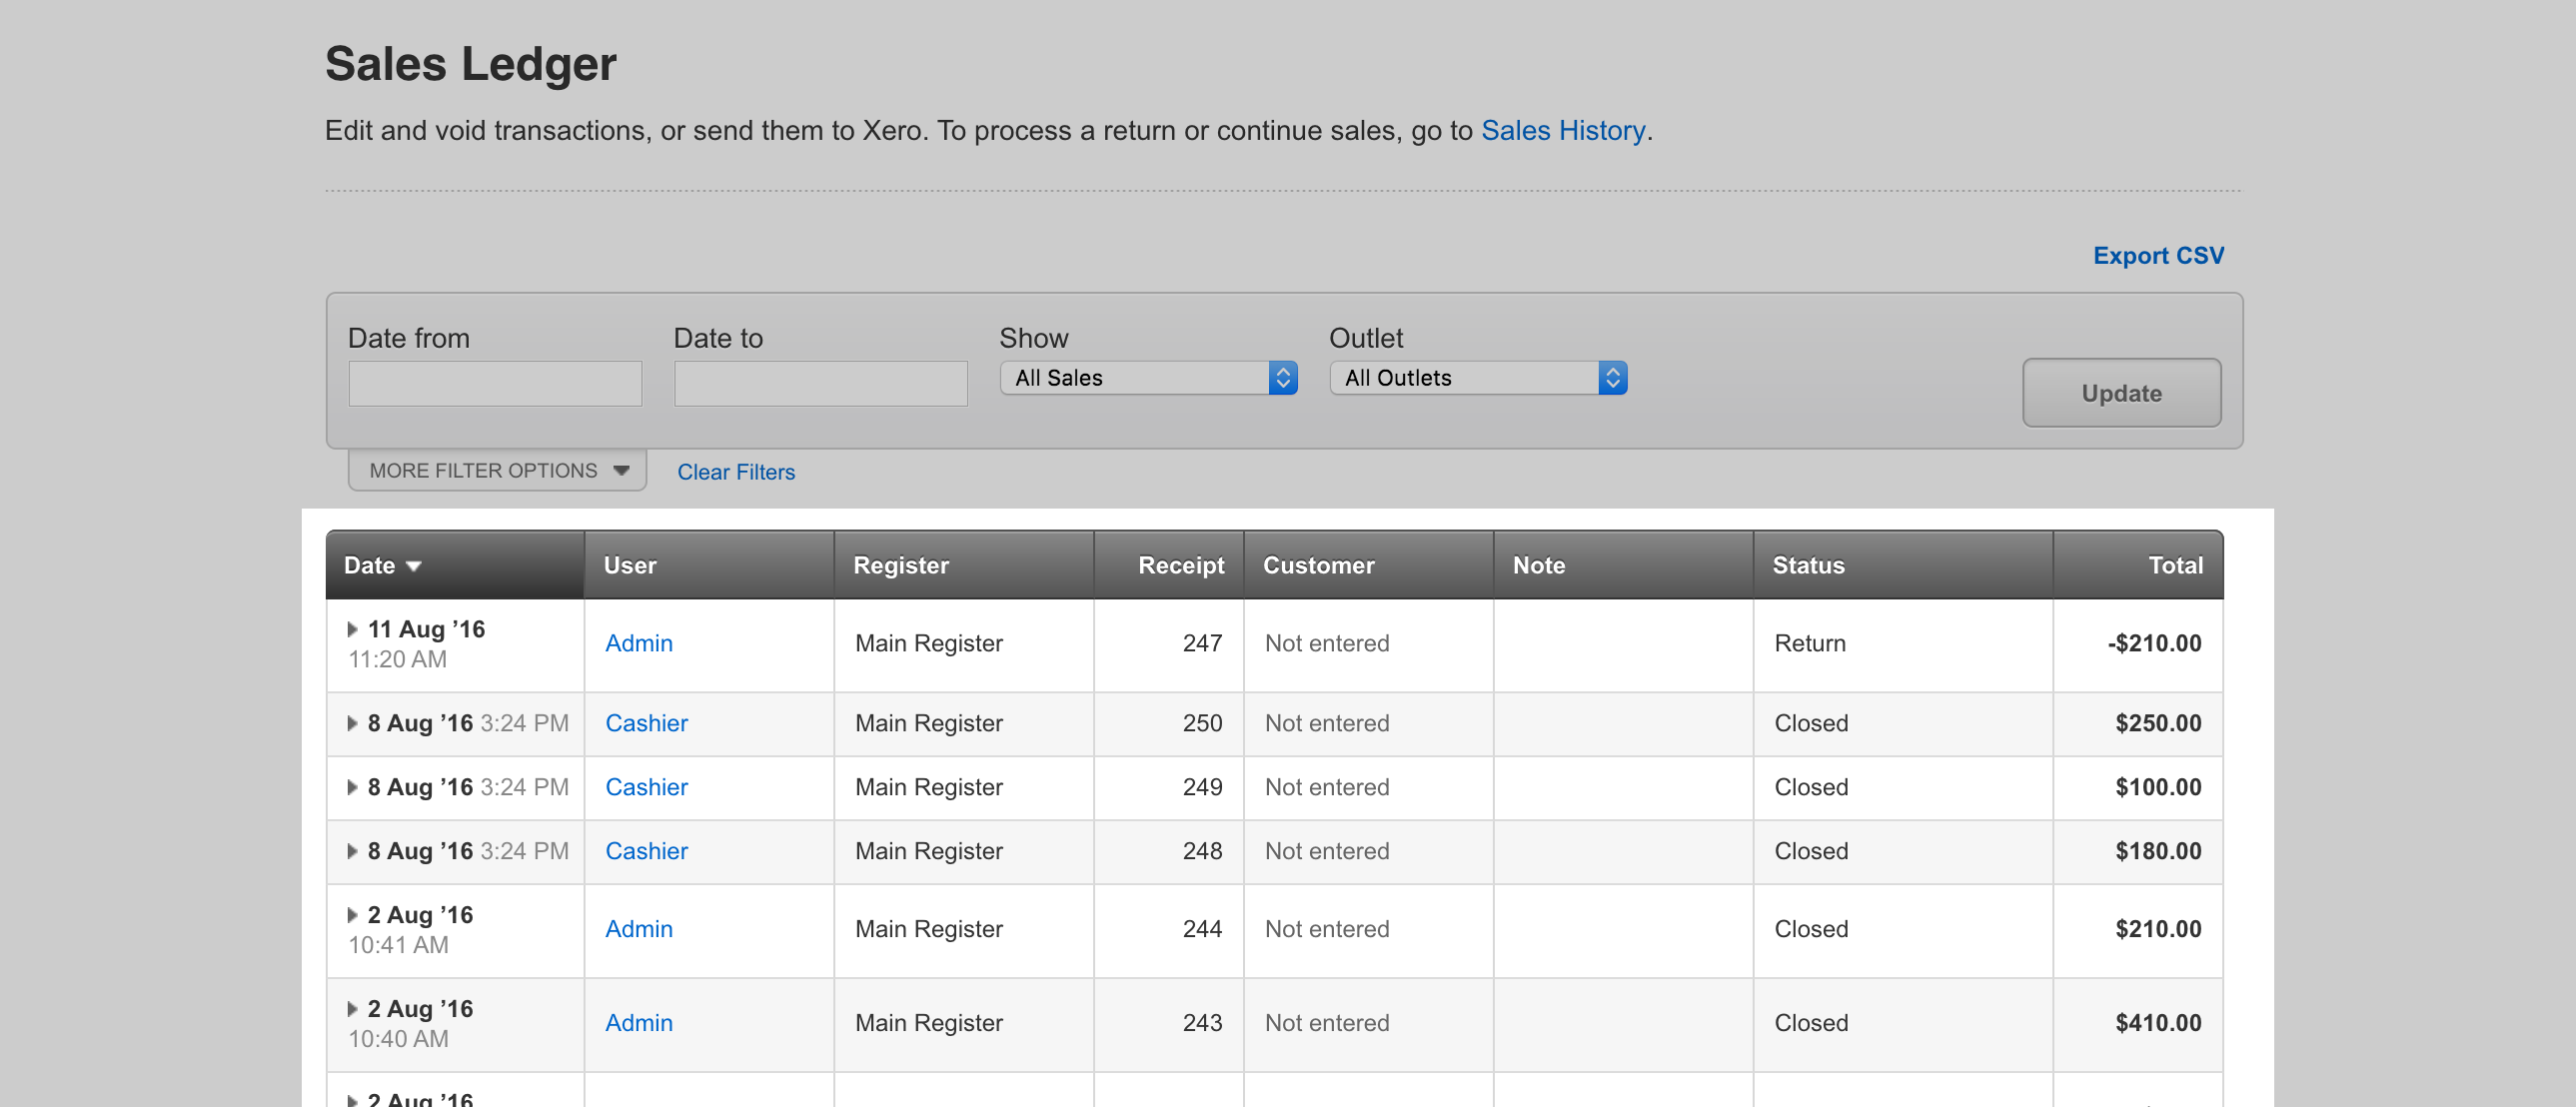 Sales Ledger
Edit and void transactions, or send them to Xero. To process a return or continue sales, go to Sales History.
Export CSV
Date from Date to Show Outlet
All Sales All Outlets
Update
MORE FILTER OPTIONS Clear Filters
Date User Register Receipt Customer Note Status Total
11 Aug ’16
11:20 AM Admin Main Register 247 Not entered Return -$210.00
8 Aug ’16 3:24 PM Cashier Main Register 250 Not entered Closed $250.00
8 Aug ’16 3:24 PM Cashier Main Register 249 Not entered Closed $100.00
8 Aug ’16 3:24 PM Cashier Main Register 248 Not entered Closed $180.00
2 Aug ’16
10:41 AM Admin Main Register 244 Not entered Closed $210.00
2 Aug ’16
10:40 AM Admin Main Register 243 Not entered Closed $410.00
2 Aug ’16